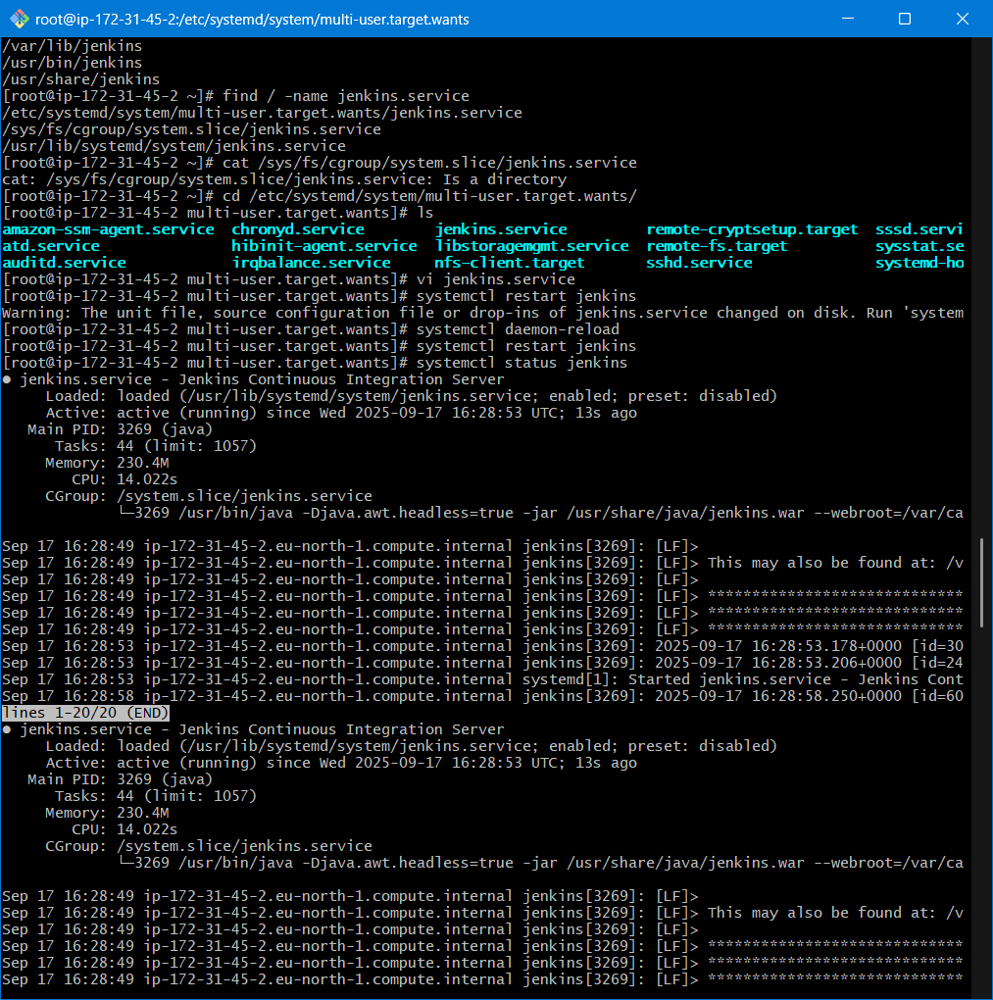 root@ip-172-31-45-2:/etc/systemd/system/multi-user.target.wants
/var/lib/jenkins
/usr/bin/jenkins
/usr/share/jenkins
[root@ip-172-31-45-2 ~]# find / -name jenkins.service
/etc/systemd/system/multi-user.target.wants/jenkins.service
/sys/fs/cgroup/system.slice/jenkins.service
/usr/lib/systemd/system/jenkins.service
[root@ip-172-31-45-2 ~]# cat /sys/fs/cgroup/system.slice/jenkins.service
cat: /sys/fs/cgroup/system.slice/jenkins.service: Is a directory
[root@ip-172-31-45-2 ~]# cd /etc/systemd/system/multi-user.target.wants/
[root@ip-172-31-45-2 multi-user.target.wants]# ls
amazon-ssm-agent.service  chronyd.service        jenkins.service         remote-cryptsetup.target  sssd.servi
atd.service               hibinit-agent.service  libstoragemgmt.service  remote-fs.target          sysstat.se
auditd.service            irqbalance.service     nfs-client.target       sshd.service              systemd-ho
[root@ip-172-31-45-2 multi-user.target.wants]# vi jenkins.service
[root@ip-172-31-45-2 multi-user.target.wants]# systemctl restart jenkins
Warning: The unit file, source configuration file or drop-ins of jenkins.service changed on disk. Run 'system
[root@ip-172-31-45-2 multi-user.target.wants]# systemctl daemon-reload
[root@ip-172-31-45-2 multi-user.target.wants]# systemctl restart jenkins
[root@ip-172-31-45-2 multi-user.target.wants]# systemctl status jenkins
● jenkins.service - Jenkins Continuous Integration Server
     Loaded: loaded (/usr/lib/systemd/system/jenkins.service; enabled; preset: disabled)
     Active: active (running) since Wed 2025-09-17 16:28:53 UTC; 13s ago
   Main PID: 3269 (java)
      Tasks: 44 (limit: 1057)
     Memory: 230.4M
        CPU: 14.022s
     CGroup: /system.slice/jenkins.service
             └─3269 /usr/bin/java -Djava.awt.headless=true -jar /usr/share/java/jenkins.war --webroot=/var/ca
Sep 17 16:28:49 ip-172-31-45-2.eu-north-1.compute.internal jenkins[3269]: [LF]>
Sep 17 16:28:49 ip-172-31-45-2.eu-north-1.compute.internal jenkins[3269]: [LF]> This may also be found at: /v
Sep 17 16:28:49 ip-172-31-45-2.eu-north-1.compute.internal jenkins[3269]: [LF]>
Sep 17 16:28:49 ip-172-31-45-2.eu-north-1.compute.internal jenkins[3269]: [LF]> *****************************
Sep 17 16:28:49 ip-172-31-45-2.eu-north-1.compute.internal jenkins[3269]: [LF]> *****************************
Sep 17 16:28:49 ip-172-31-45-2.eu-north-1.compute.internal jenkins[3269]: [LF]> *****************************
Sep 17 16:28:53 ip-172-31-45-2.eu-north-1.compute.internal jenkins[3269]: 2025-09-17 16:28:53.178+0000 [id=30
Sep 17 16:28:53 ip-172-31-45-2.eu-north-1.compute.internal jenkins[3269]: 2025-09-17 16:28:53.206+0000 [id=24
Sep 17 16:28:53 ip-172-31-45-2.eu-north-1.compute.internal systemd[1]: Started jenkins.service - Jenkins Cont
Sep 17 16:28:58 ip-172-31-45-2.eu-north-1.compute.internal jenkins[3269]: 2025-09-17 16:28:58.250+0000 [id=60
lines 1-20/20 (END)
● jenkins.service - Jenkins Continuous Integration Server
     Loaded: loaded (/usr/lib/systemd/system/jenkins.service; enabled; preset: disabled)
     Active: active (running) since Wed 2025-09-17 16:28:53 UTC; 13s ago
   Main PID: 3269 (java)
      Tasks: 44 (limit: 1057)
     Memory: 230.4M
        CPU: 14.022s
     CGroup: /system.slice/jenkins.service
             └─3269 /usr/bin/java -Djava.awt.headless=true -jar /usr/share/java/jenkins.war --webroot=/var/ca
Sep 17 16:28:49 ip-172-31-45-2.eu-north-1.compute.internal jenkins[3269]: [LF]>
Sep 17 16:28:49 ip-172-31-45-2.eu-north-1.compute.internal jenkins[3269]: [LF]> This may also be found at: /v
Sep 17 16:28:49 ip-172-31-45-2.eu-north-1.compute.internal jenkins[3269]: [LF]>
Sep 17 16:28:49 ip-172-31-45-2.eu-north-1.compute.internal jenkins[3269]: [LF]> *****************************
Sep 17 16:28:49 ip-172-31-45-2.eu-north-1.compute.internal jenkins[3269]: [LF]> *****************************
Sep 17 16:28:49 ip-172-31-45-2.eu-north-1.compute.internal jenkins[3269]: [LF]> *****************************